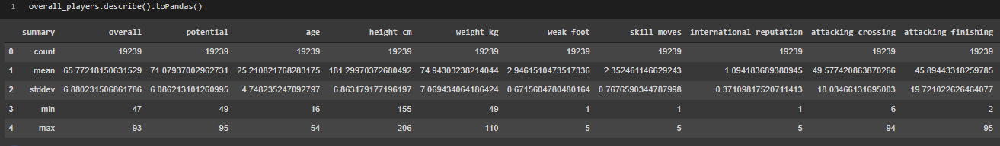 1 overall_players.describe().toPandas()
summary overall potential age height_cm weight_kg weak_foot skill_moves international_reputation attacking_crossing attacking_finishing
0 count 19239 19239 19239 19239 19239 19239 19239 19239 19239 19239
1 mean 65.77218150631529 71.07937002962731 25.210821768283175 181.29970372680492 74.94303238214044 2.9461510473517336 2.352461146629243 1.094183689380945 49.577420863870266 45.89443318259785
2 stddev 6.880231506861786 6.086213101260995 4.748235247092797 6.863179177196197 7.069434064186424 0.6715604780480164 0.7676590344787998 0.37109817520711413 18.03466131695003 19.721022626464077
3 min 47 49 16 155 49 1 1 1 6 2
4 max 93 95 54 206 110 5 5 5 94 95